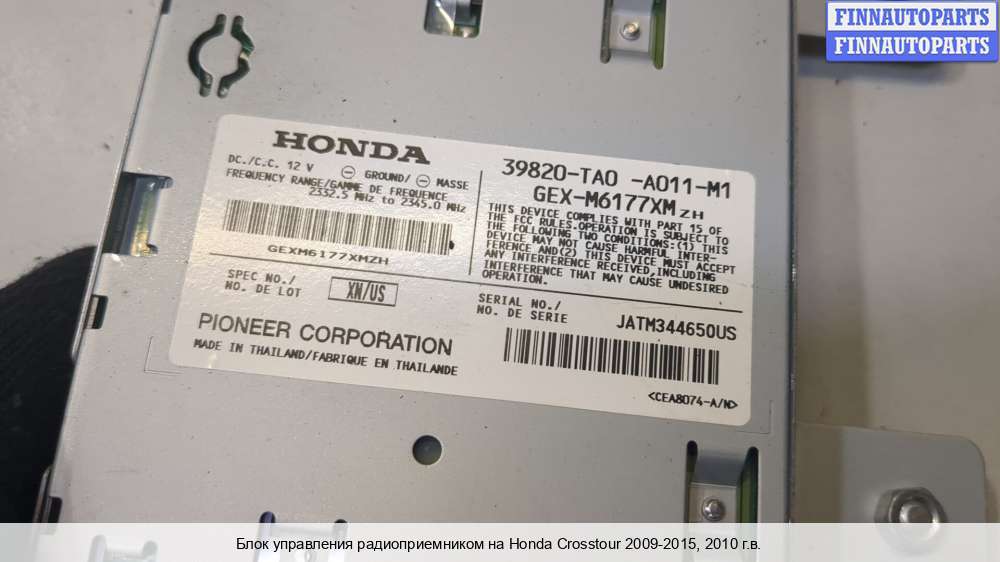 FINNAUTOPARTS
FINNAUTOPARTS
HONDA
DC./C.C. 12 V ⊖ GROUND/ ⊖ MASSE
FREQUENCY RANGE/GAMME DE FREQUENCE
2332.5 MHz to 2345.0 MHz
GEXM6177XMZH
SPEC NO./
NO. DE LOT
XN/US
PIONEER CORPORATION
MADE IN THAILAND/FABRIQUE EN THAILANDE
39820-TA0 -A011-M1
GEX-M6177XM ZH
THIS DEVICE COMPLIES WITH PART 15 OF
THE FCC RULES.OPERATION IS SUBJECT TO
THE FOLLOWING TWO CONDITIONS:(1) THIS
DEVICE MAY NOT CAUSE HARMFUL INTER-
FERENCE AND(2) THIS DEVICE MUST ACCEPT
ANY INTERFERENCE RECEIVED,INCLUDING
INTERFERENCE THAT MAY CAUSE UNDESIRED
OPERATION.
SERIAL NO./
NO. DE SERIE
JATM344650US
<CEA8074-A/N>
Блок управления радиоприемником на Honda Crosstour 2009-2015, 2010 г.в.